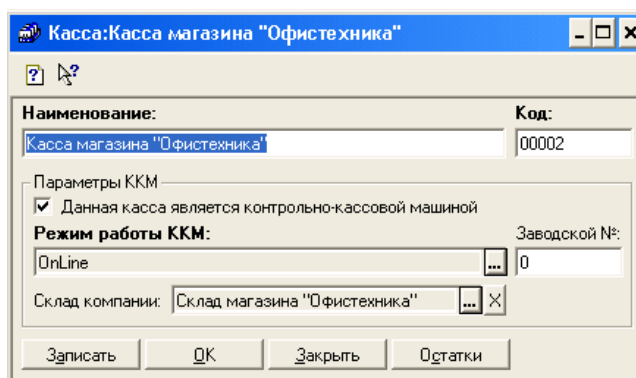 Касса:Касса магазина "Офистехника"
Наименование: Код:
Касса магазина "Офистехника" 00002
Параметры ККМ
Данная касса является контрольно-кассовой машиной
Режим работы ККМ: Заводской №:
OnLine ... 0
Склад компании: Склад магазина "Офистехника" ... X
Записать OK Закрыть Остатки